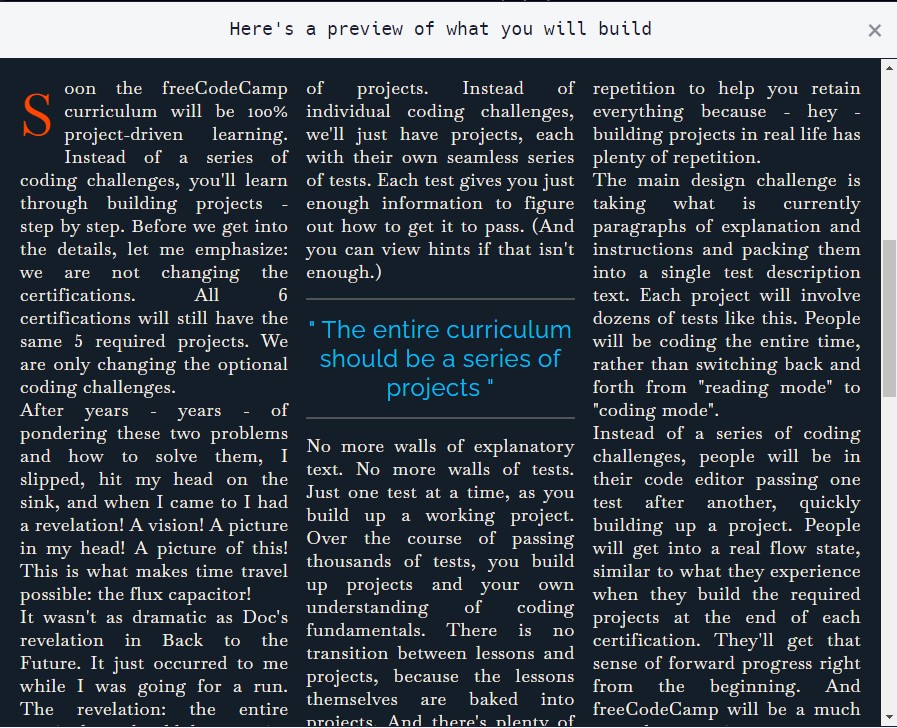 Here's a preview of what you will build
×
Soon the freeCodeCamp
curriculum will be 100%
project-driven learning.
Instead of a series of
coding challenges, you'll learn
through building projects -
step by step. Before we get into
the details, let me emphasize:
we are not changing the
certifications. All 6
certifications will still have the
same 5 required projects. We
are only changing the optional
coding challenges.
After years - years - of
pondering these two problems
and how to solve them, I
slipped, hit my head on the
sink, and when I came to I had
a revelation! A vision! A picture
in my head! A picture of this!
This is what makes time travel
possible: the flux capacitor!
It wasn't as dramatic as Doc's
revelation in Back to the
Future. It just occurred to me
while I was going for a run.
The revelation: the entire
of projects. Instead of
individual coding challenges,
we'll just have projects, each
with their own seamless series
of tests. Each test gives you just
enough information to figure
out how to get it to pass. (And
you can view hints if that isn't
enough.)
" The entire curriculum
should be a series of
projects "
No more walls of explanatory
text. No more walls of tests.
Just one test at a time, as you
build up a working project.
Over the course of passing
thousands of tests, you build
up projects and your own
understanding of coding
fundamentals. There is no
transition between lessons and
projects, because the lessons
themselves are baked into
projects. And there's plenty of
repetition to help you retain
everything because - hey -
building projects in real life has
plenty of repetition.
The main design challenge is
taking what is currently
paragraphs of explanation and
instructions and packing them
into a single test description
text. Each project will involve
dozens of tests like this. People
will be coding the entire time,
rather than switching back and
forth from "reading mode" to
"coding mode".
Instead of a series of coding
challenges, people will be in
their code editor passing one
test after another, quickly
building up a project. People
will get into a real flow state,
similar to what they experience
when they build the required
projects at the end of each
certification. They'll get that
sense of forward progress right
from the beginning. And
freeCodeCamp will be a much